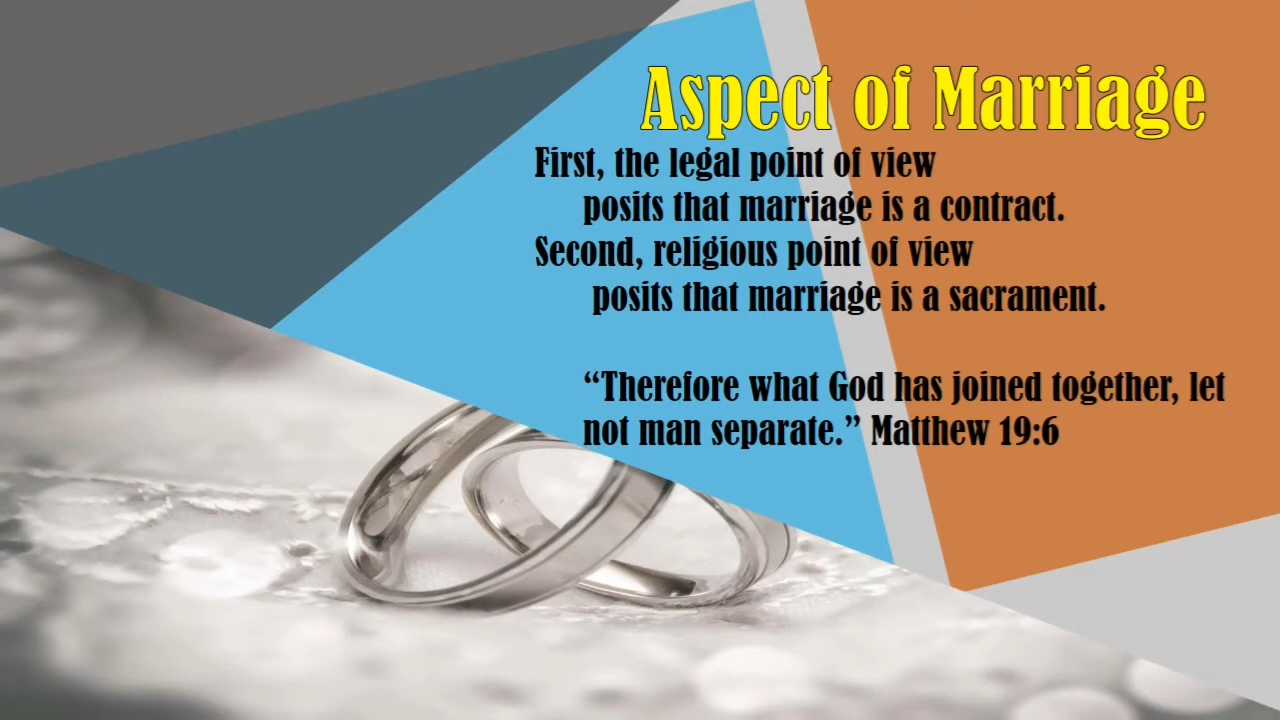 Aspect of Marriage
First, the legal point of view
posits that marriage is a contract.
Second, religious point of view
posits that marriage is a sacrament.
“Therefore what God has joined together, let
not man separate.” Matthew 19:6